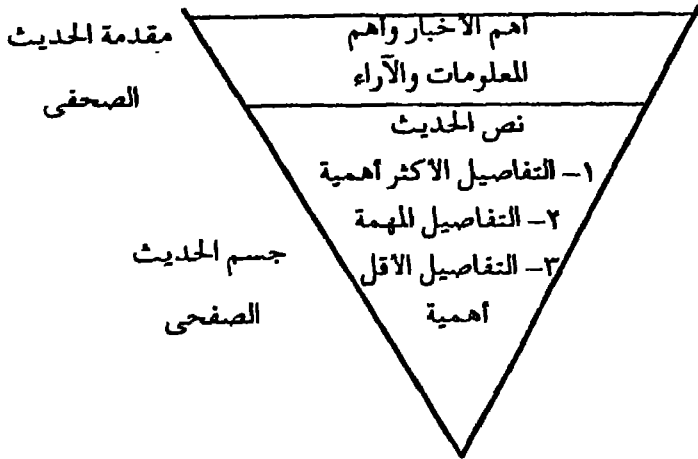 أهم الأخبار وأهم
المعلومات والآراء
مقدمة الحديث
الصحفى
نص الحديث
١- التفاصيل الأكثر أهمية
٢- التفاصيل المهمة
٣- التفاصيل الأقل
أهمية
جسم الحديث
الصفحى